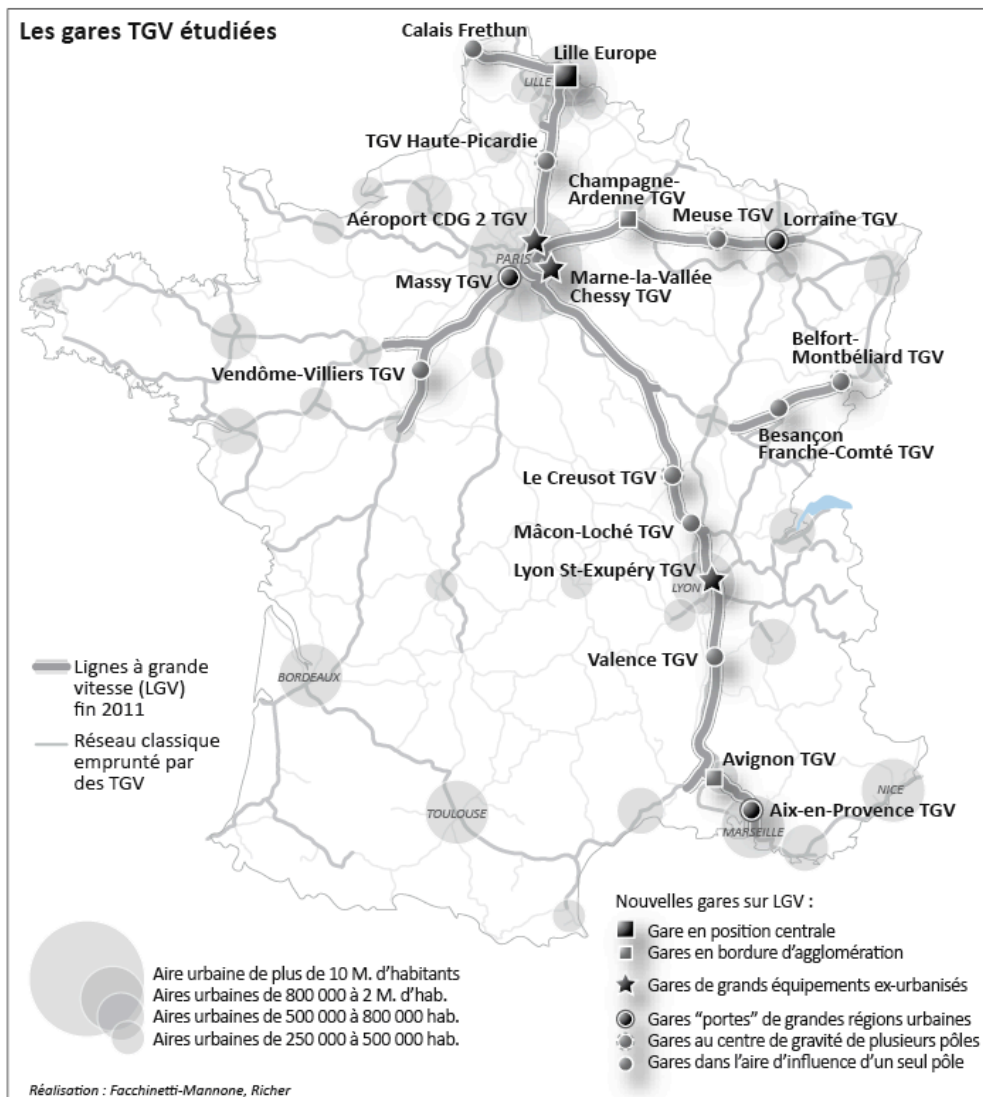 Les gares TGV étudiées
Calais Frethun
Lille Europe
LILLE
TGV Haute-Picardie
Champagne-
Ardenne TGV
Meuse TGV
Lorraine TGV
Aéroport CDG 2 TGV
PARIS
Massy TGV
Marne-la-Vallée
Chessy TGV
Belfort-
Montbéliard TGV
Vendôme-Villiers TGV
Besançon
Franche-Comté TGV
Le Creusot TGV
Mâcon-Loché TGV
Lyon St-Exupéry TGV
LYON
Valence TGV
BORDEAUX
Lignes à grande
vitesse (LGV)
fin 2011
Réseau classique
emprunté par
des TGV
Avignon TGV
NICE
TOULOUSE
Aix-en-Provence TGV
MARSEILLE
Nouvelles gares sur LGV :
Gare en position centrale
Gares en bordure d'agglomération
Gares de grands équipements ex-urbanisés
Gares "portes" de grandes régions urbaines
Gares au centre de gravité de plusieurs pôles
Gares dans l'aire d'influence d'un seul pôle
Aire urbaine de plus de 10 M. d'habitants
Aires urbaines de 800 000 à 2 M. d'hab.
Aires urbaines de 500 000 à 800 000 hab.
Aires urbaines de 250 000 à 500 000 hab.
Réalisation : Facchinetti-Mannone, Richer